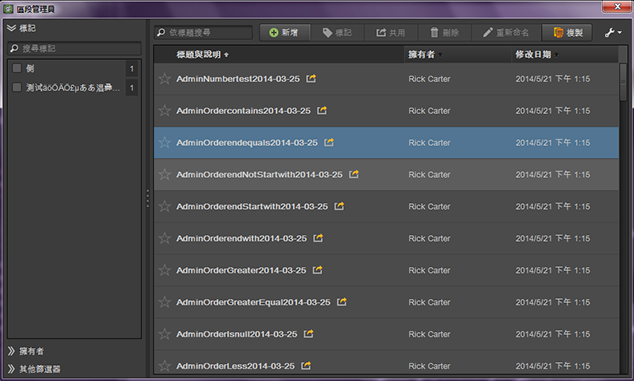 區段管理員
標記
搜尋標記
側 1
測试äöÖÄÕ£µああ温... 1
擁有者
其他篩選器
依標題搜尋
新增 標記 共用 刪除 重新命名 複製
標題與說明 擁有者 修改日期
AdminNumbertest2014-03-25 Rick Carter 2014/5/21 下午 1:15
AdminOrdercontains2014-03-25 Rick Carter 2014/5/21 下午 1:15
AdminOrderendequals2014-03-25 Rick Carter 2014/5/21 下午 1:15
AdminOrderendNotStartwith2014-03-25 Rick Carter 2014/5/21 下午 1:15
AdminOrderendStartwith2014-03-25 Rick Carter 2014/5/21 下午 1:15
AdminOrderendwith2014-03-25 Rick Carter 2014/5/21 下午 1:15
AdminOrderGreater2014-03-25 Rick Carter 2014/5/21 下午 1:15
AdminOrderGreaterEqual2014-03-25 Rick Carter 2014/5/21 下午 1:15
AdminOrderIsnull2014-03-25 Rick Carter 2014/5/21 下午 1:15
AdminOrderLess2014-03-25 Rick Carter 2014/5/21 下午 1:15